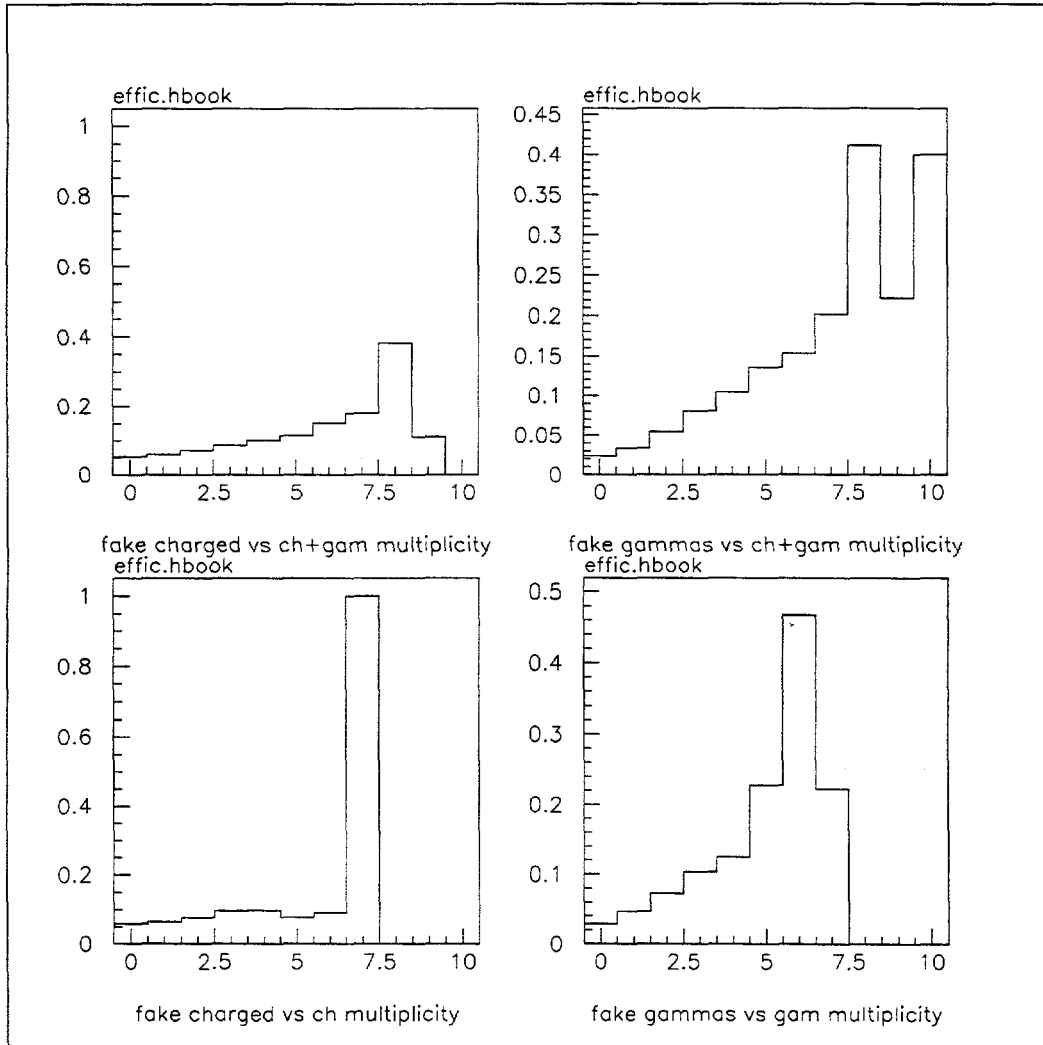 effic.hbook
1
0.8
0.6
0.4
0.2
0
0 2.5 5 7.5 10
fake charged vs ch+gam multiplicity
effic.hbook
0.45
0.4
0.35
0.3
0.25
0.2
0.15
0.1
0.05
0
0 2.5 5 7.5 10
fake gammas vs ch+gam multiplicity
effic.hbook
1
0.8
0.6
0.4
0.2
0
0 2.5 5 7.5 10
fake charged vs ch multiplicity
effic.hbook
0.5
0.4
0.3
0.2
0.1
0
0 2.5 5 7.5 10
fake gammas vs gam multiplicity